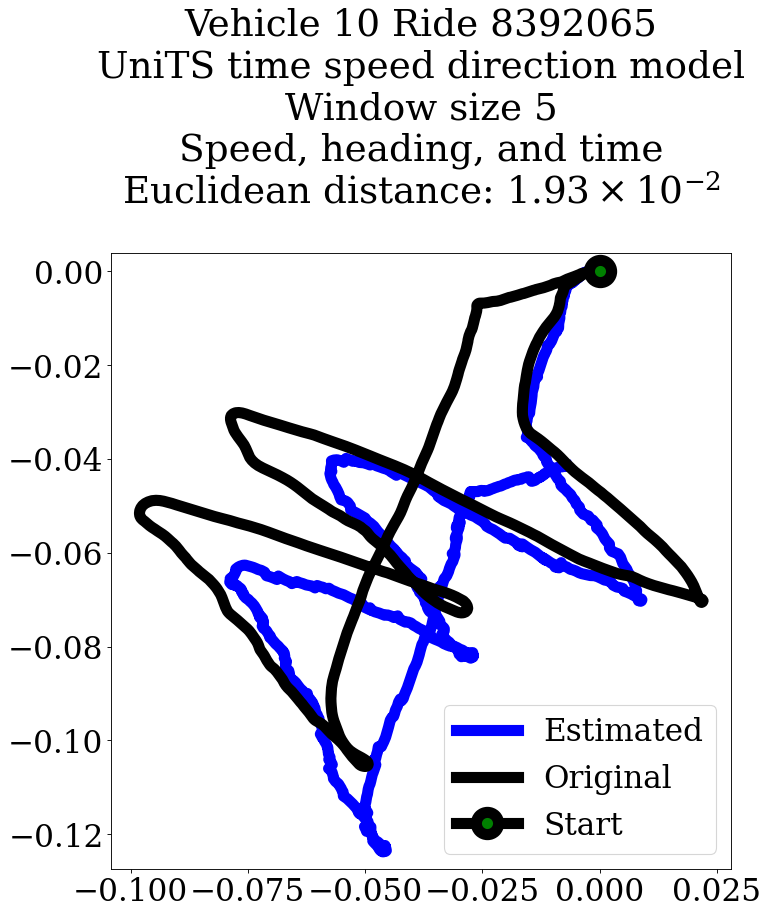 Vehicle 10 Ride 8392065
UniTS time speed direction model
Window size 5
Speed, heading, and time
Euclidean distance: 1.93 × 10⁻²
0.00
−0.02
−0.04
−0.06
−0.08
−0.10
−0.12
Estimated
Original
Start
−0.100 −0.075 −0.050 −0.025 0.000 0.025